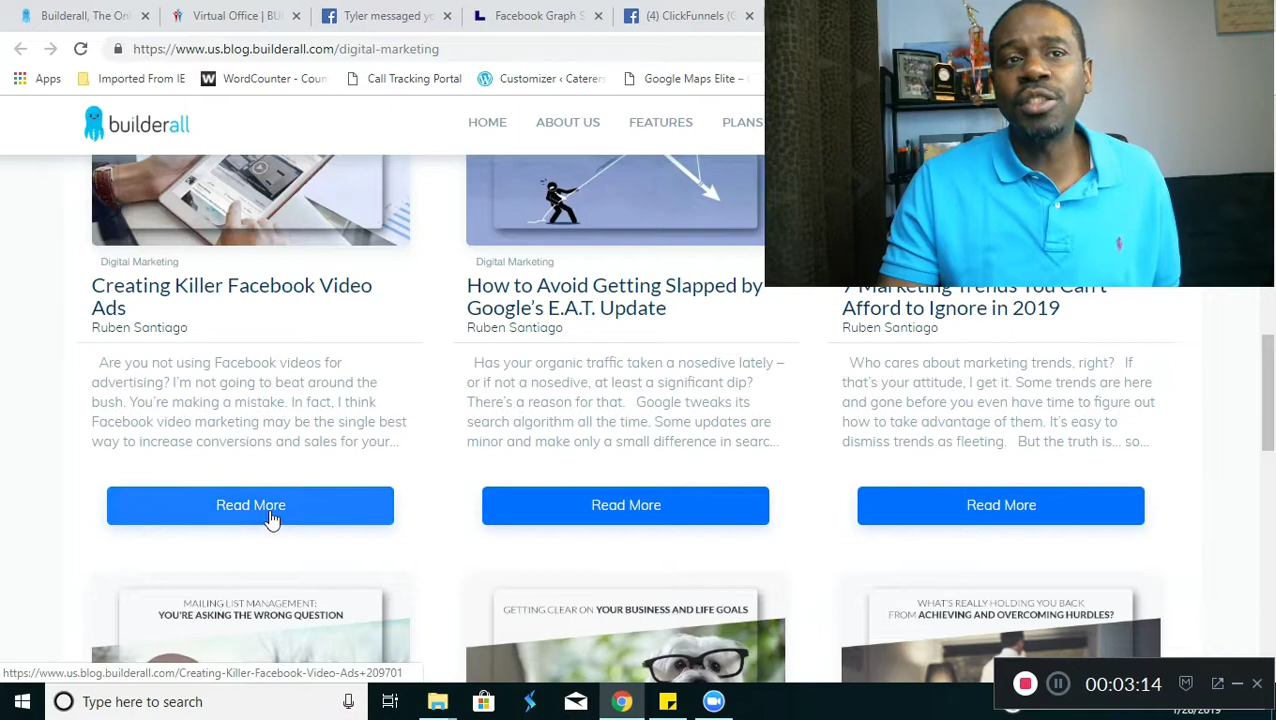 Builderall, The On
Virtual Office | BU
Tyler messaged yo
Facebook Graph S
(4) ClickFunnels (
https://www.us.blog.builderall.com/digital-marketing
Apps
Imported From IE
WordCounter - Coun
Call Tracking Portal
Customizer ‹ Caterer
Google Maps Elite –
builderall
HOME
ABOUT US
FEATURES
PLANS
Digital Marketing
Creating Killer Facebook Video
Ads
Ruben Santiago
Are you not using Facebook videos for
advertising? I’m not going to beat around the
bush. You’re making a mistake. In fact, I think
Facebook video marketing may be the single best
way to increase conversions and sales for your...
Read More
Digital Marketing
How to Avoid Getting Slapped by
Google’s E.A.T. Update
Ruben Santiago
Has your organic traffic taken a nosedive lately –
or if not a nosedive, at least a significant dip?
There’s a reason for that. Google tweaks its
search algorithm all the time. Some updates are
minor and make only a small difference in searc...
Read More
7 Marketing Trends You Can’t
Afford to Ignore in 2019
Ruben Santiago
Who cares about marketing trends, right? If
that’s your attitude, I get it. Some trends are here
and gone before you even have time to figure out
how to take advantage of them. It’s easy to
dismiss trends as fleeting. But the truth is... so...
Read More
MAILING LIST MANAGEMENT:
YOU’RE ASKING THE WRONG QUESTION
GETTING CLEAR ON YOUR BUSINESS AND LIFE GOALS
WHAT’S REALLY HOLDING YOU BACK
FROM ACHIEVING AND OVERCOMING HURDLES?
https://www.us.blog.builderall.com/Creating-Killer-Facebook-Video-Ads+209701
Type here to search
00:03:14
1/28/2019